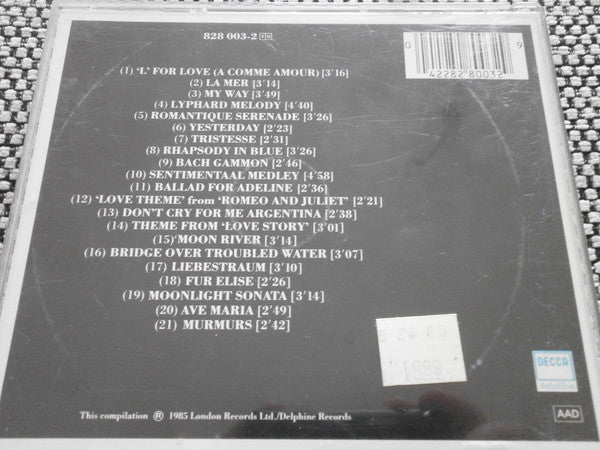 828 003-2
0
9
42282 80032
(1) 'L' FOR LOVE (A COMME AMOUR) [3'16]
(2) LA MER [3'14]
(3) MY WAY [3'49]
(4) LYPHARD MELODY [4'40]
(5) ROMANTIQUE SERENADE [3'26]
(6) YESTERDAY [2'23]
(7) TRISTESSE [2'31]
(8) RHAPSODY IN BLUE [3'26]
(9) BACH GAMMON [2'46]
(10) SENTIMENTAAL MEDLEY [4'58]
(11) BALLAD FOR ADELINE [2'36]
(12) 'LOVE THEME' from 'ROMEO AND JULIET' [2'21]
(13) DON'T CRY FOR ME ARGENTINA [2'38]
(14) THEME FROM 'LOVE STORY' [3'01]
(15) MOON RIVER [3'14]
(16) BRIDGE OVER TROUBLED WATER [3'07]
(17) LIEBESTRAUM [3'10]
(18) FUR ELISE [2'26]
(19) MOONLIGHT SONATA [3'14]
(20) AVE MARIA [2'49]
(21) MURMURS [2'42]
DECCA
This compilation ℗ 1985 London Records Ltd./Delphine Records
AAD